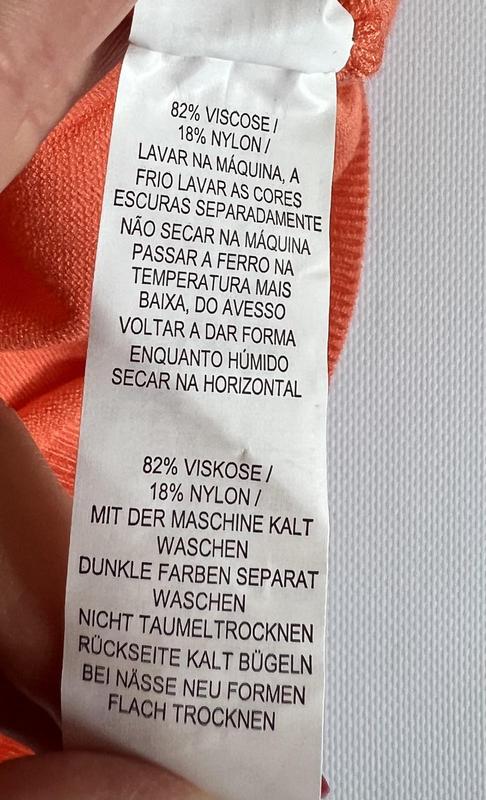 82% VISCOSE /
18% NYLON /
LAVAR NA MÁQUINA, A
FRIO LAVAR AS CORES
ESCURAS SEPARADAMENTE
NÃO SECAR NA MÁQUINA
PASSAR A FERRO NA
TEMPERATURA MAIS
BAIXA, DO AVESSO
VOLTAR A DAR FORMA
ENQUANTO HÚMIDO
SECAR NA HORIZONTAL
82% VISKOSE /
18% NYLON /
MIT DER MASCHINE KALT
WASCHEN
DUNKLE FARBEN SEPARAT
WASCHEN
NICHT TAUMELTROCKNEN
RÜCKSEITE KALT BÜGELN
BEI NÄSSE NEU FORMEN
FLACH TROCKNEN